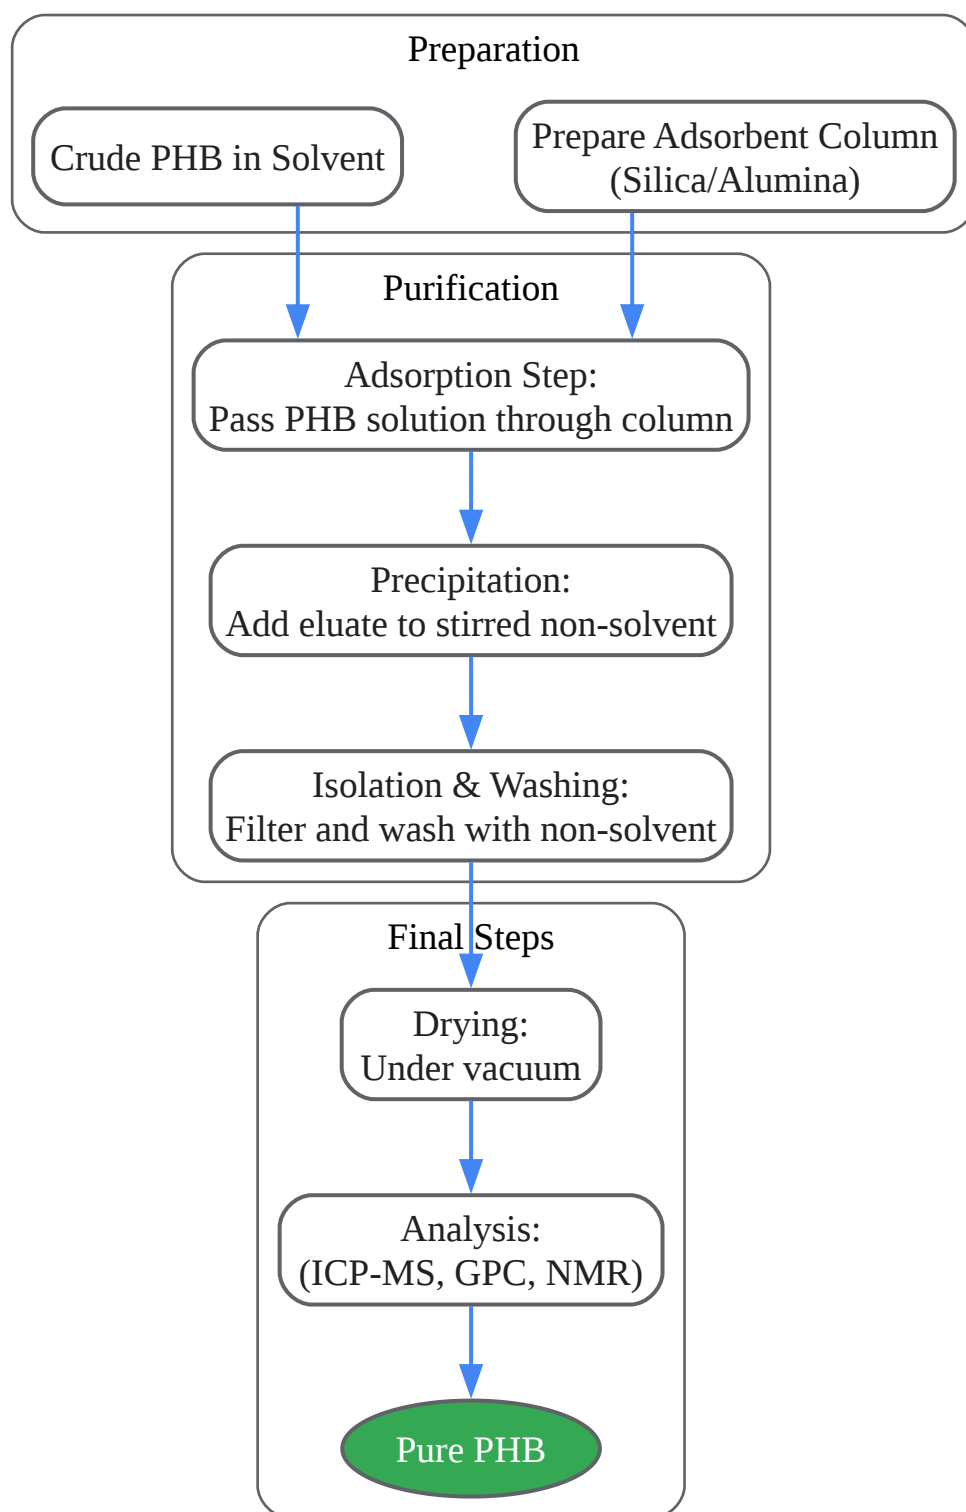 Preparation
Crude PHB in Solvent
Prepare Adsorbent Column
(Silica/Alumina)
Purification
Adsorption Step:
Pass PHB solution through column
Precipitation:
Add eluate to stirred non-solvent
Isolation & Washing:
Filter and wash with non-solvent
Final Steps
Drying:
Under vacuum
Analysis:
(ICP-MS, GPC, NMR)
Pure PHB